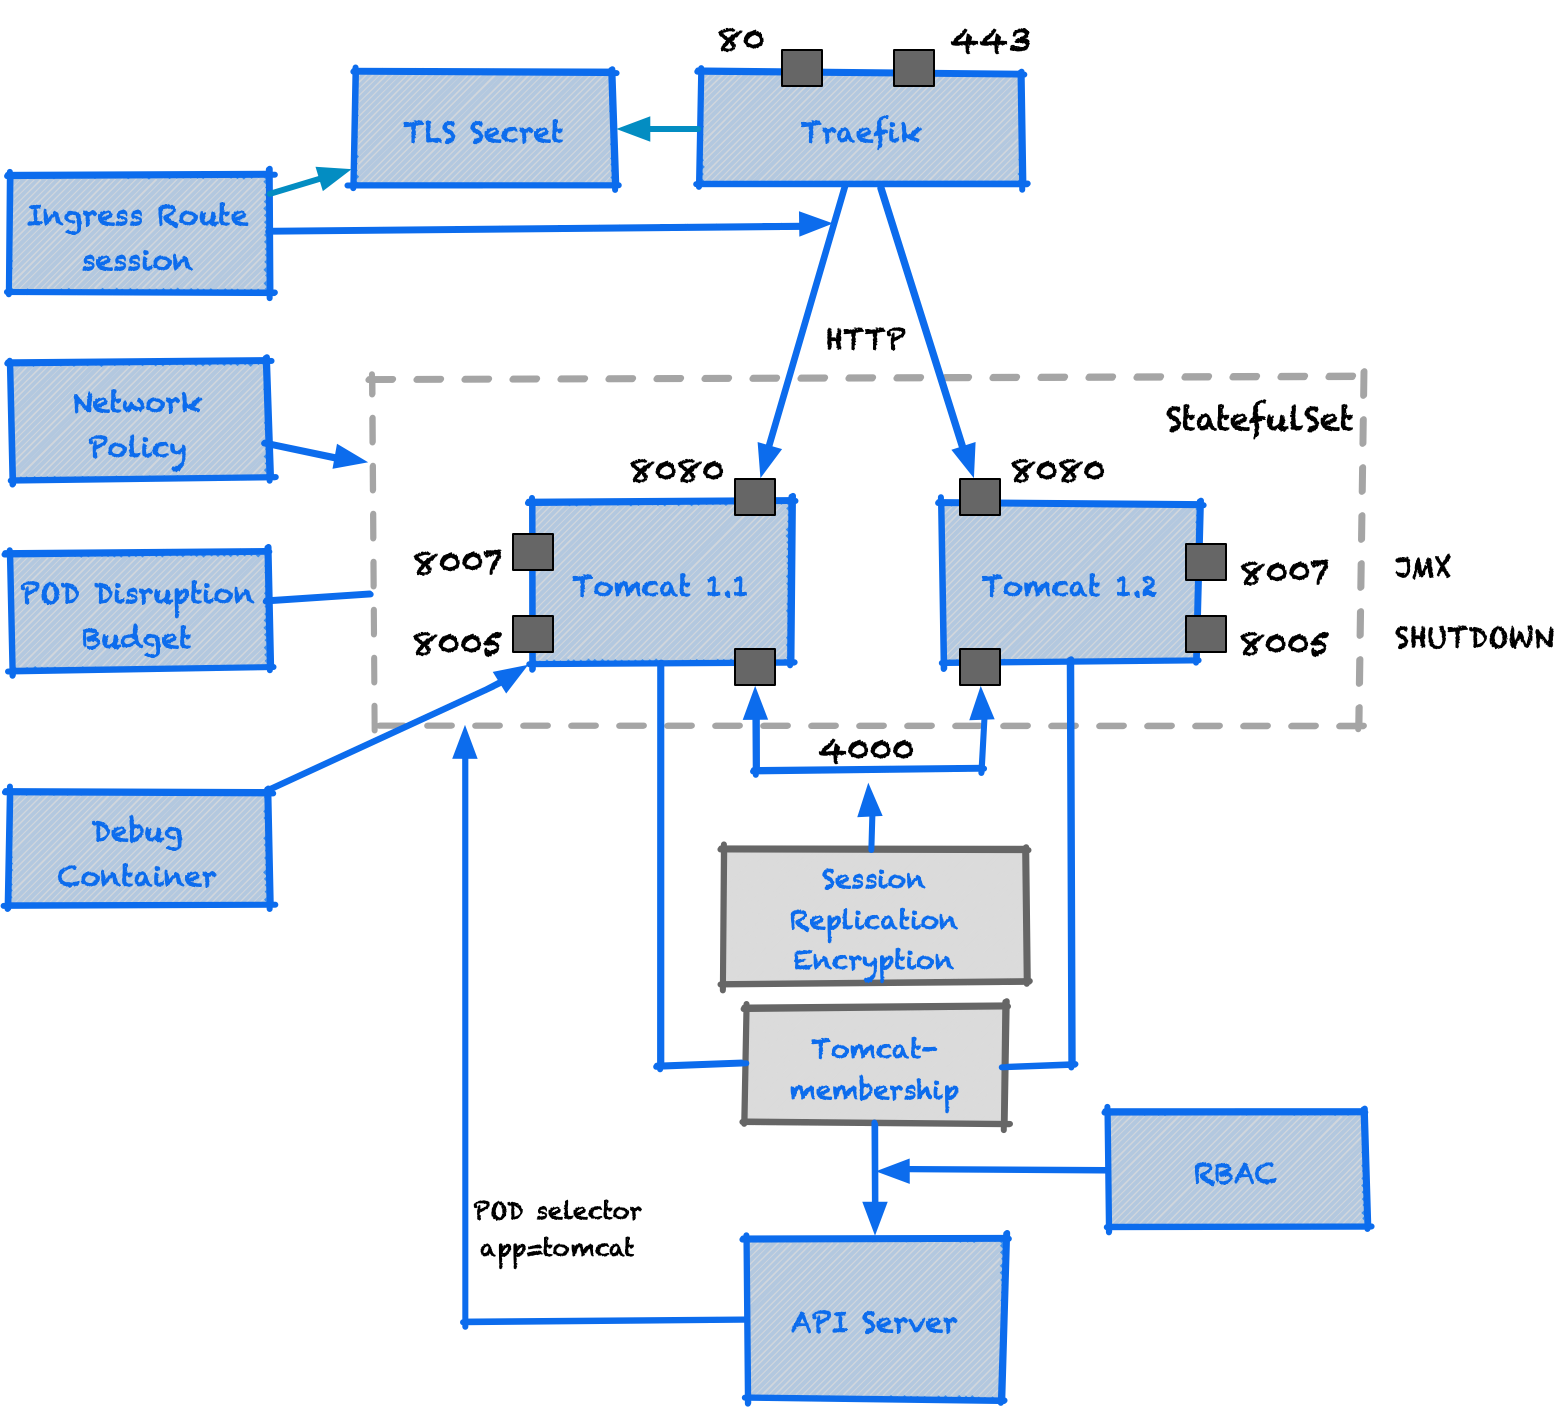 80
443
TLS Secret
Traefik
Ingress Route
session
HTTP
Network
Policy
StatefulSet
8080
8080
8007
8007
JMX
POD Disruption
Budget
Tomcat 1.1
Tomcat 1.2
8005
8005
SHUTDOWN
4000
Debug
Container
Session
Replication
Encryption
Tomcat-
membership
RBAC
POD selector
app=tomcat
API Server